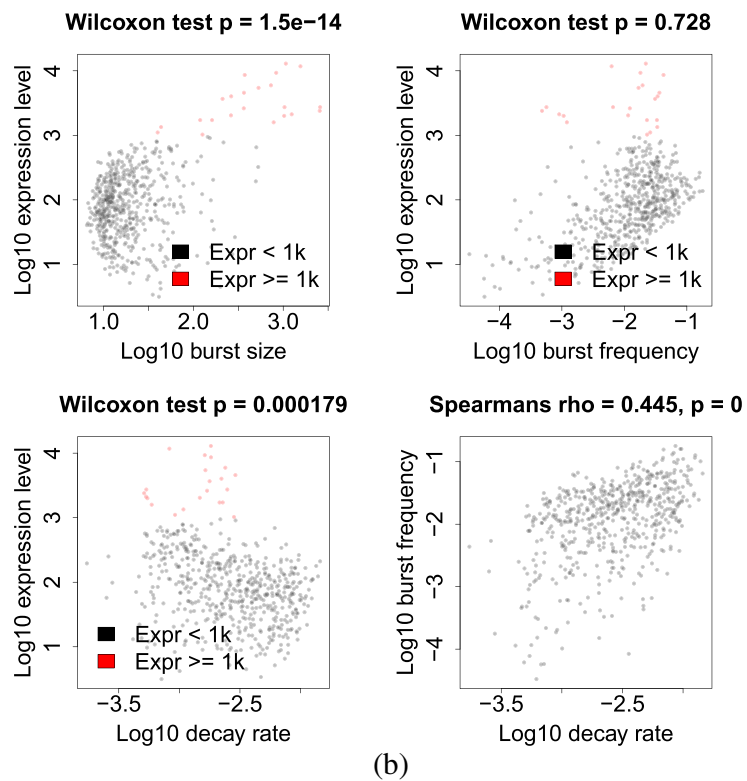 Wilcoxon test p = 1.5e−14
Log10 expression level
4
3
2
1
Expr < 1k
Expr >= 1k
1.0 2.0 3.0
Log10 burst size
Wilcoxon test p = 0.728
Log10 expression level
4
3
2
1
Expr < 1k
Expr >= 1k
−4 −3 −2 −1
Log10 burst frequency
Wilcoxon test p = 0.000179
Log10 expression level
4
3
2
1
Expr < 1k
Expr >= 1k
−3.5 −2.5
Log10 decay rate
Spearmans rho = 0.445, p = 0
Log10 burst frequency
−1
−2
−3
−4
−3.5 −2.5
Log10 decay rate
(b)